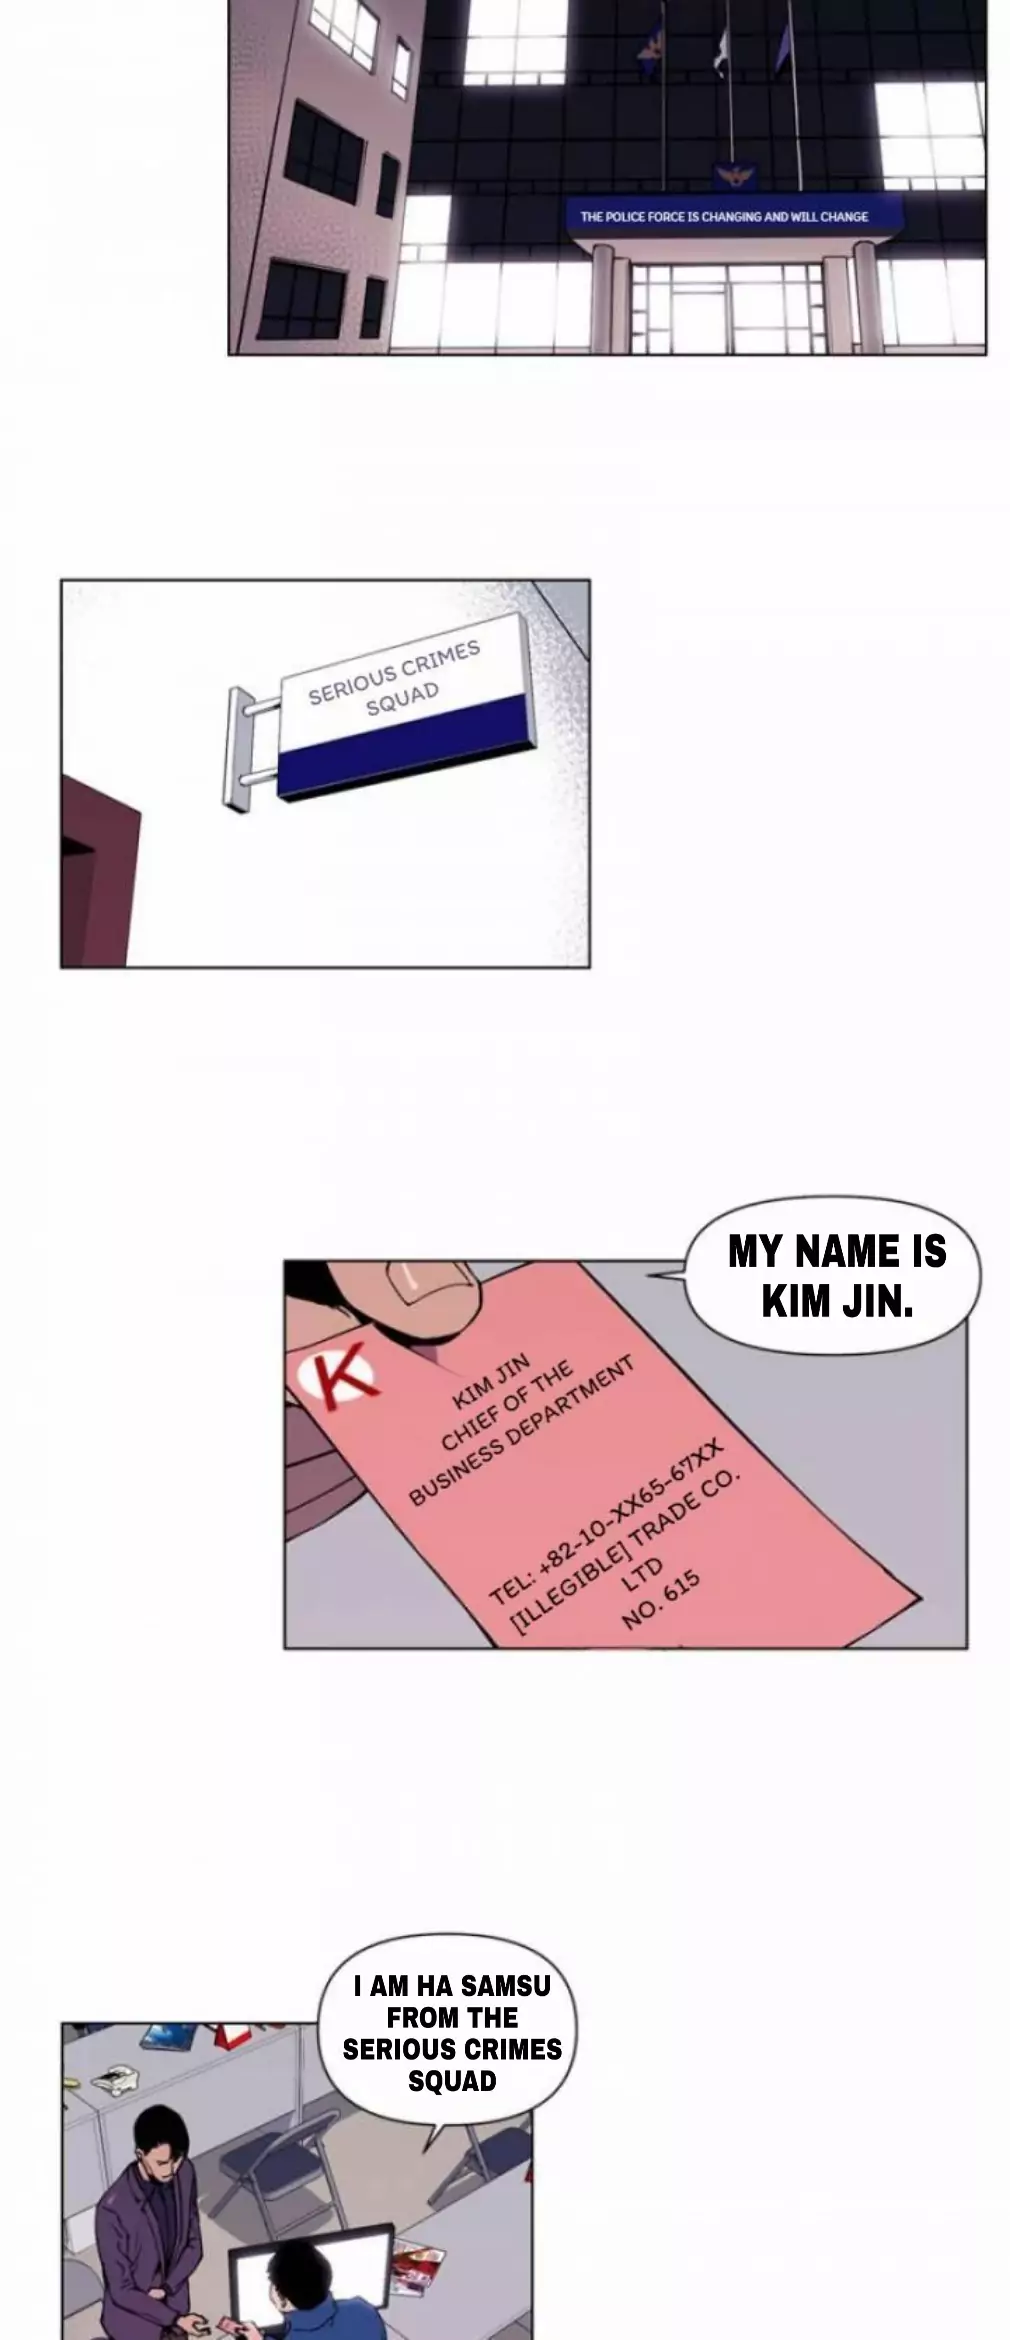 THE POLICE FORCE IS CHANGING AND WILL CHANGE
SERIOUS CRIMES
SQUAD
MY NAME IS
KIM JIN.
K
KIM JIN
CHIEF OF THE
BUSINESS DEPARTMENT
TEL: +82-10-XX65-67XX
[ILLEGIBLE] TRADE CO.
LTD
NO. 615
I AM HA SAMSU
FROM THE
SERIOUS CRIMES
SQUAD